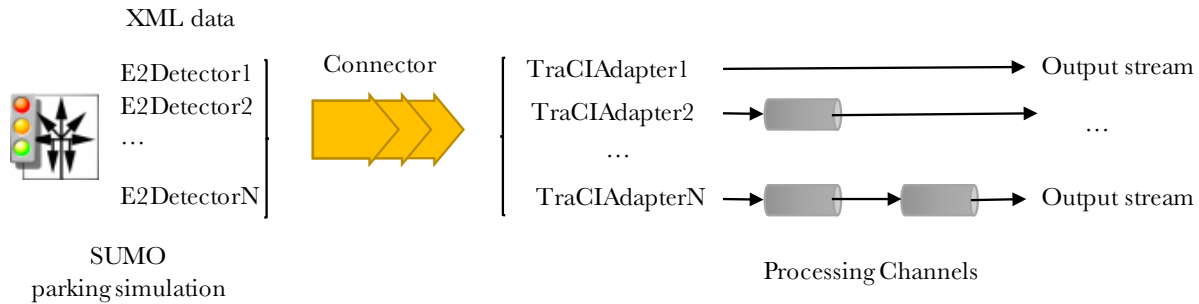 XML data
E2Detector1
E2Detector2
…
E2DetectorN
SUMO
parking simulation
Connector
TraCIAdapter1
TraCIAdapter2
…
TraCIAdapterN
Processing Channels
Output stream
…
Output stream